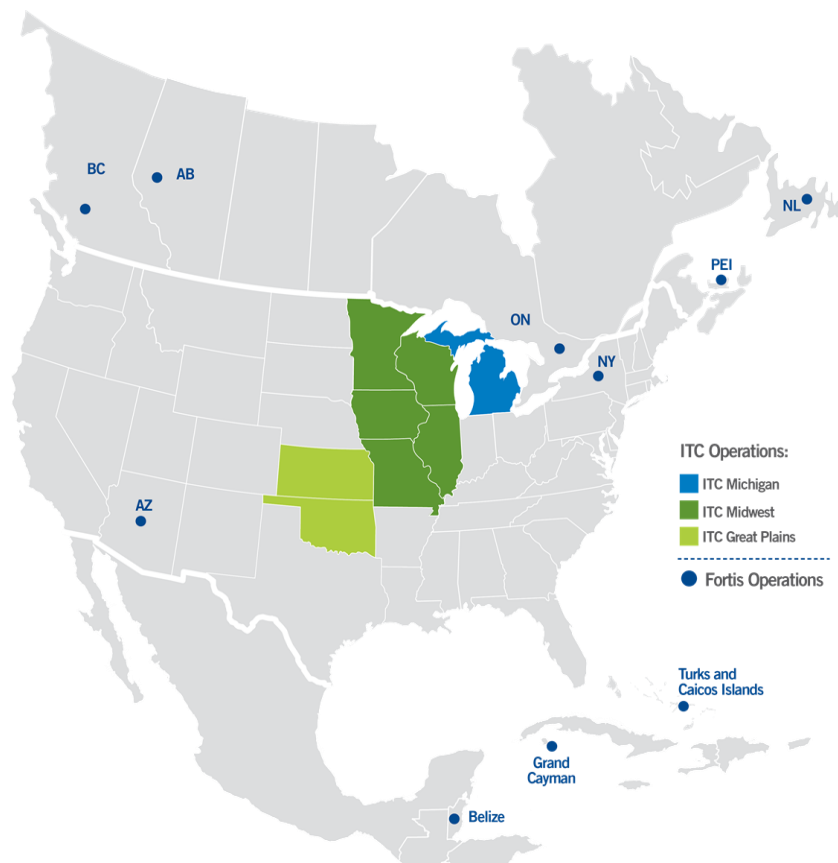 BC
AB
NL
PEI
ON
NY
AZ
ITC Operations:
ITC Michigan
ITC Midwest
ITC Great Plains
Fortis Operations
Turks and
Caicos Islands
Grand
Cayman
Belize